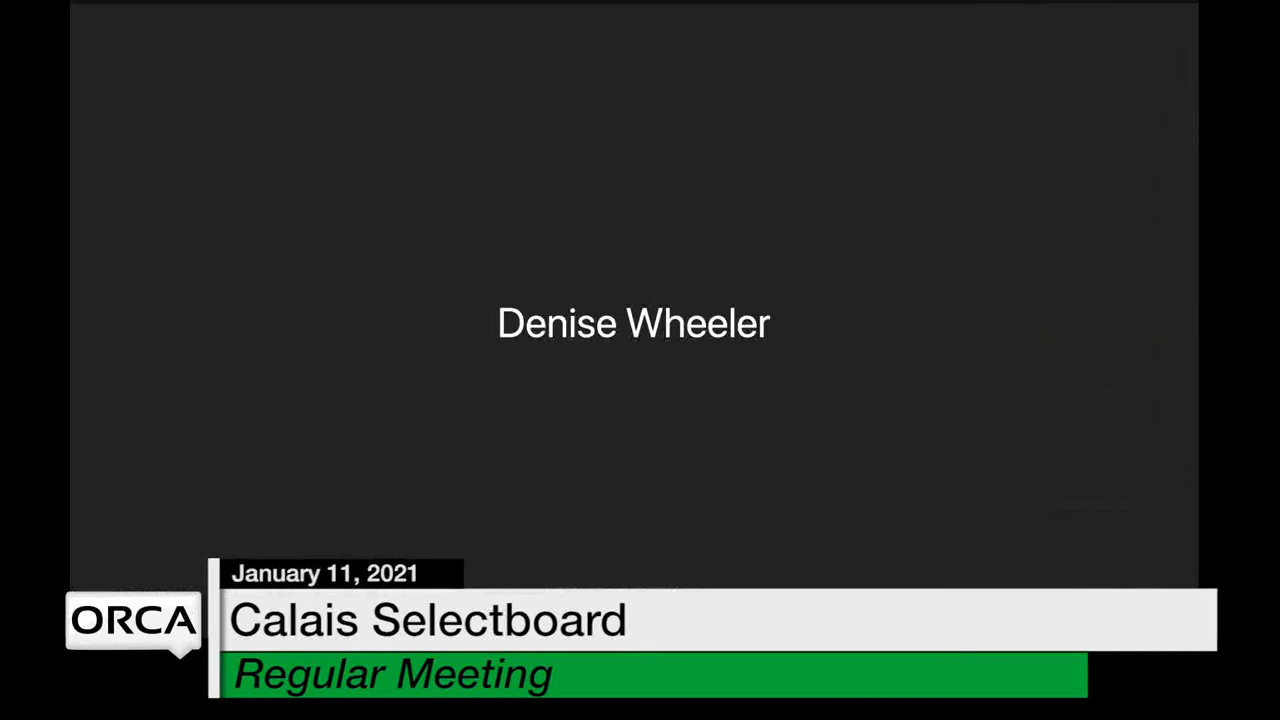 Denise Wheeler
January 11, 2021
ORCA
Calais Selectboard
Regular Meeting